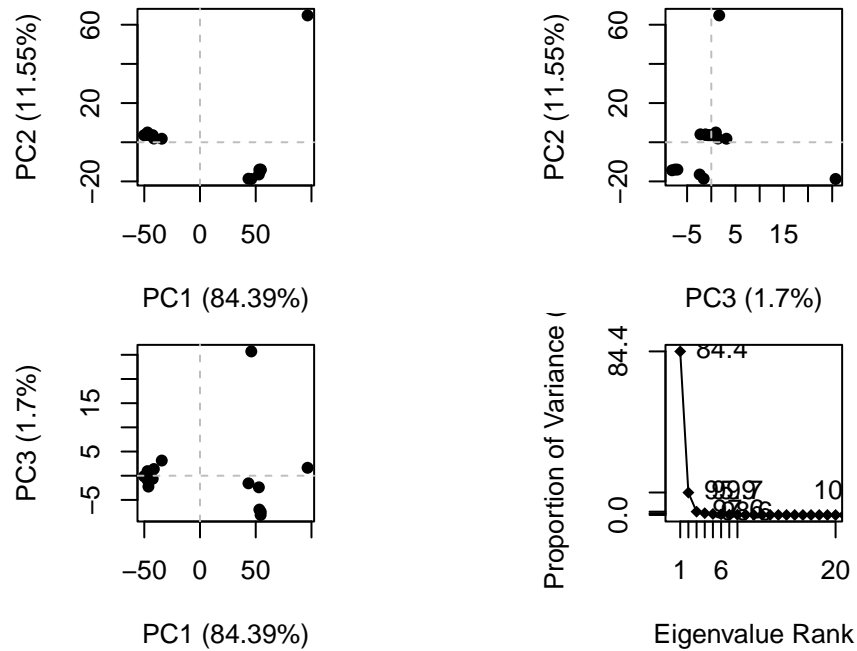 PC2 (11.55%)
−20
20
60
−50 0 50
PC1 (84.39%)
PC2 (11.55%)
−20
20
60
−5 5 15
PC3 (1.7%)
PC3 (1.7%)
−5
5
15
−50 0 50
PC1 (84.39%)
Proportion of Variance (
0.0
84.4
84.4
10
1 6 20
Eigenvalue Rank